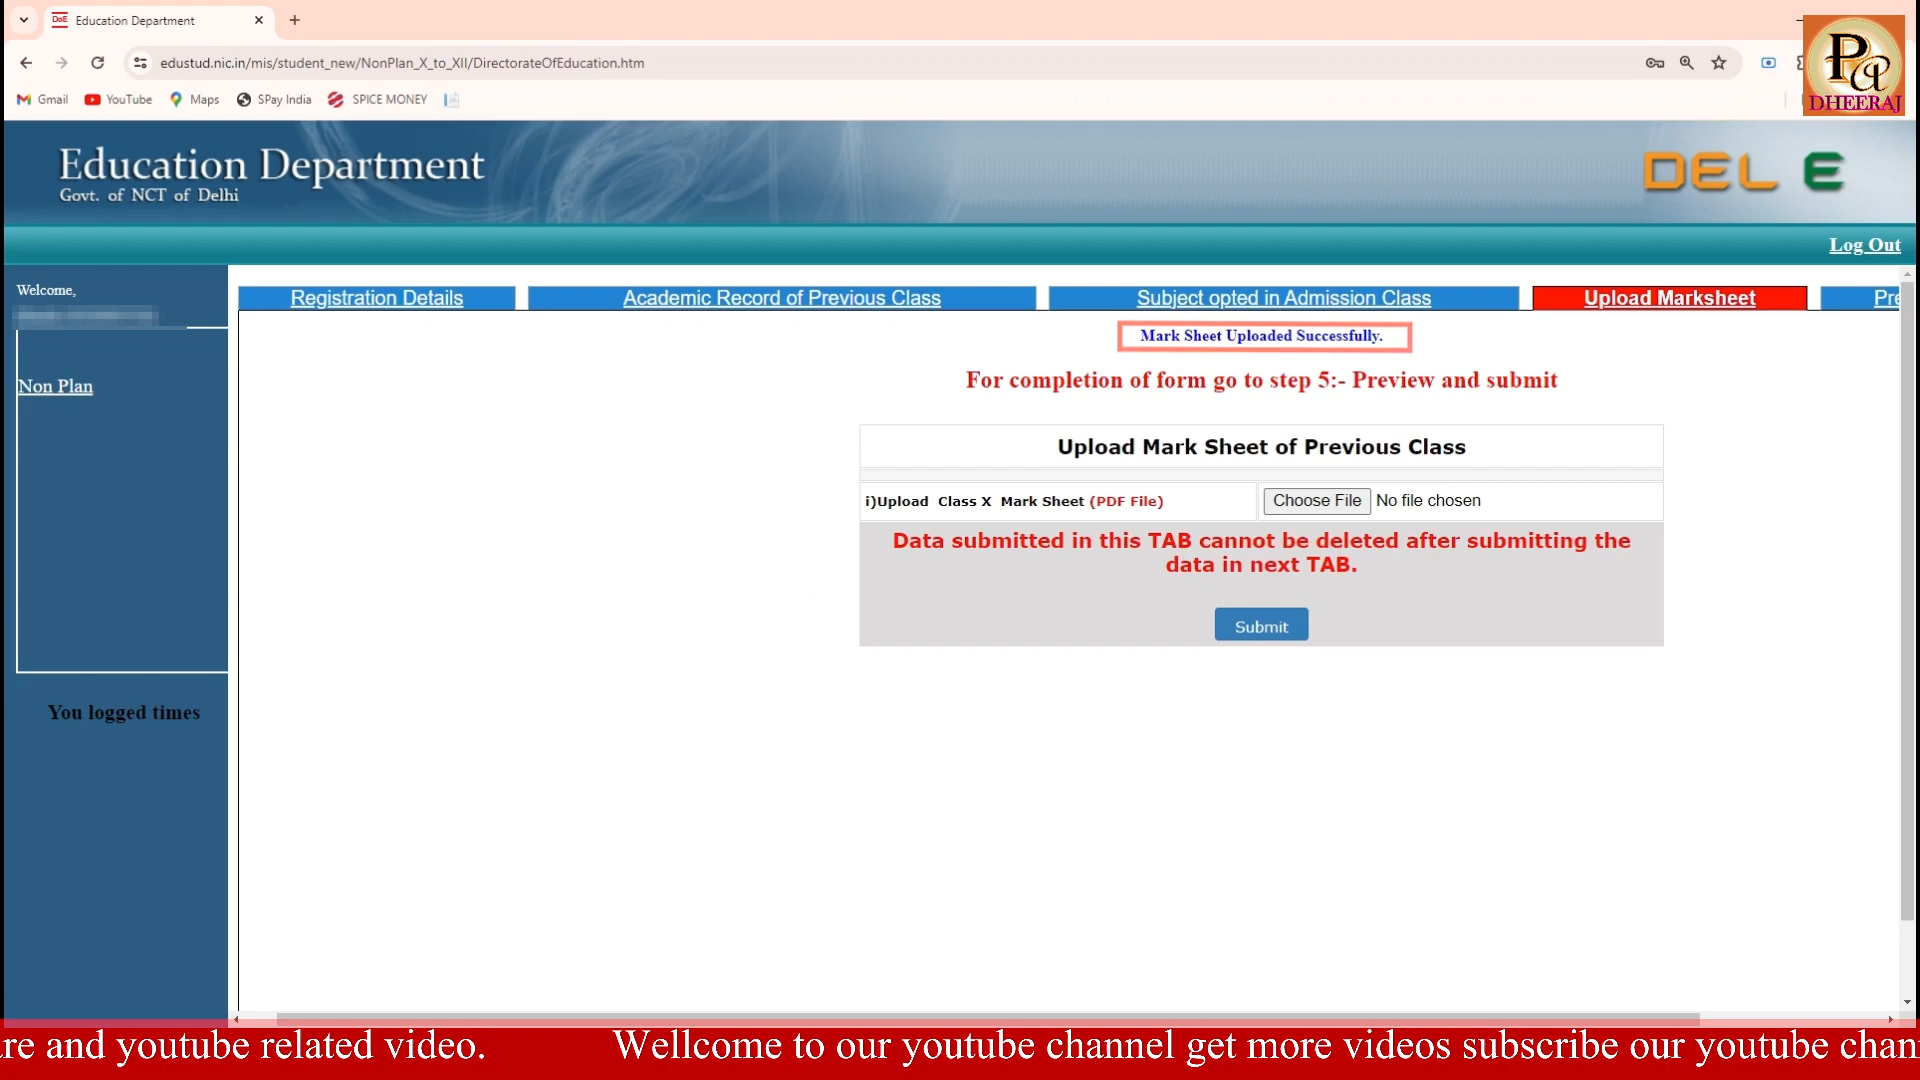 Education Department
edustud.nic.in/mis/student_new/NonPlan_X_to_XII/DirectorateOfEducation.htm
Gmail YouTube Maps SPay India SPICE MONEY
DHEERAJ
Education Department
Govt. of NCT of Delhi
DEL E
Log Out
Welcome,
Non Plan
You logged times
Registration Details Academic Record of Previous Class Subject opted in Admission Class Upload Marksheet Pre
Mark Sheet Uploaded Successfully.
For completion of form go to step 5:- Preview and submit
Upload Mark Sheet of Previous Class
i)Upload Class X Mark Sheet (PDF File) Choose File No file chosen
Data submitted in this TAB cannot be deleted after submitting the
data in next TAB.
Submit
re and youtube related video. Wellcome to our youtube channel get more videos subscribe our youtube chan